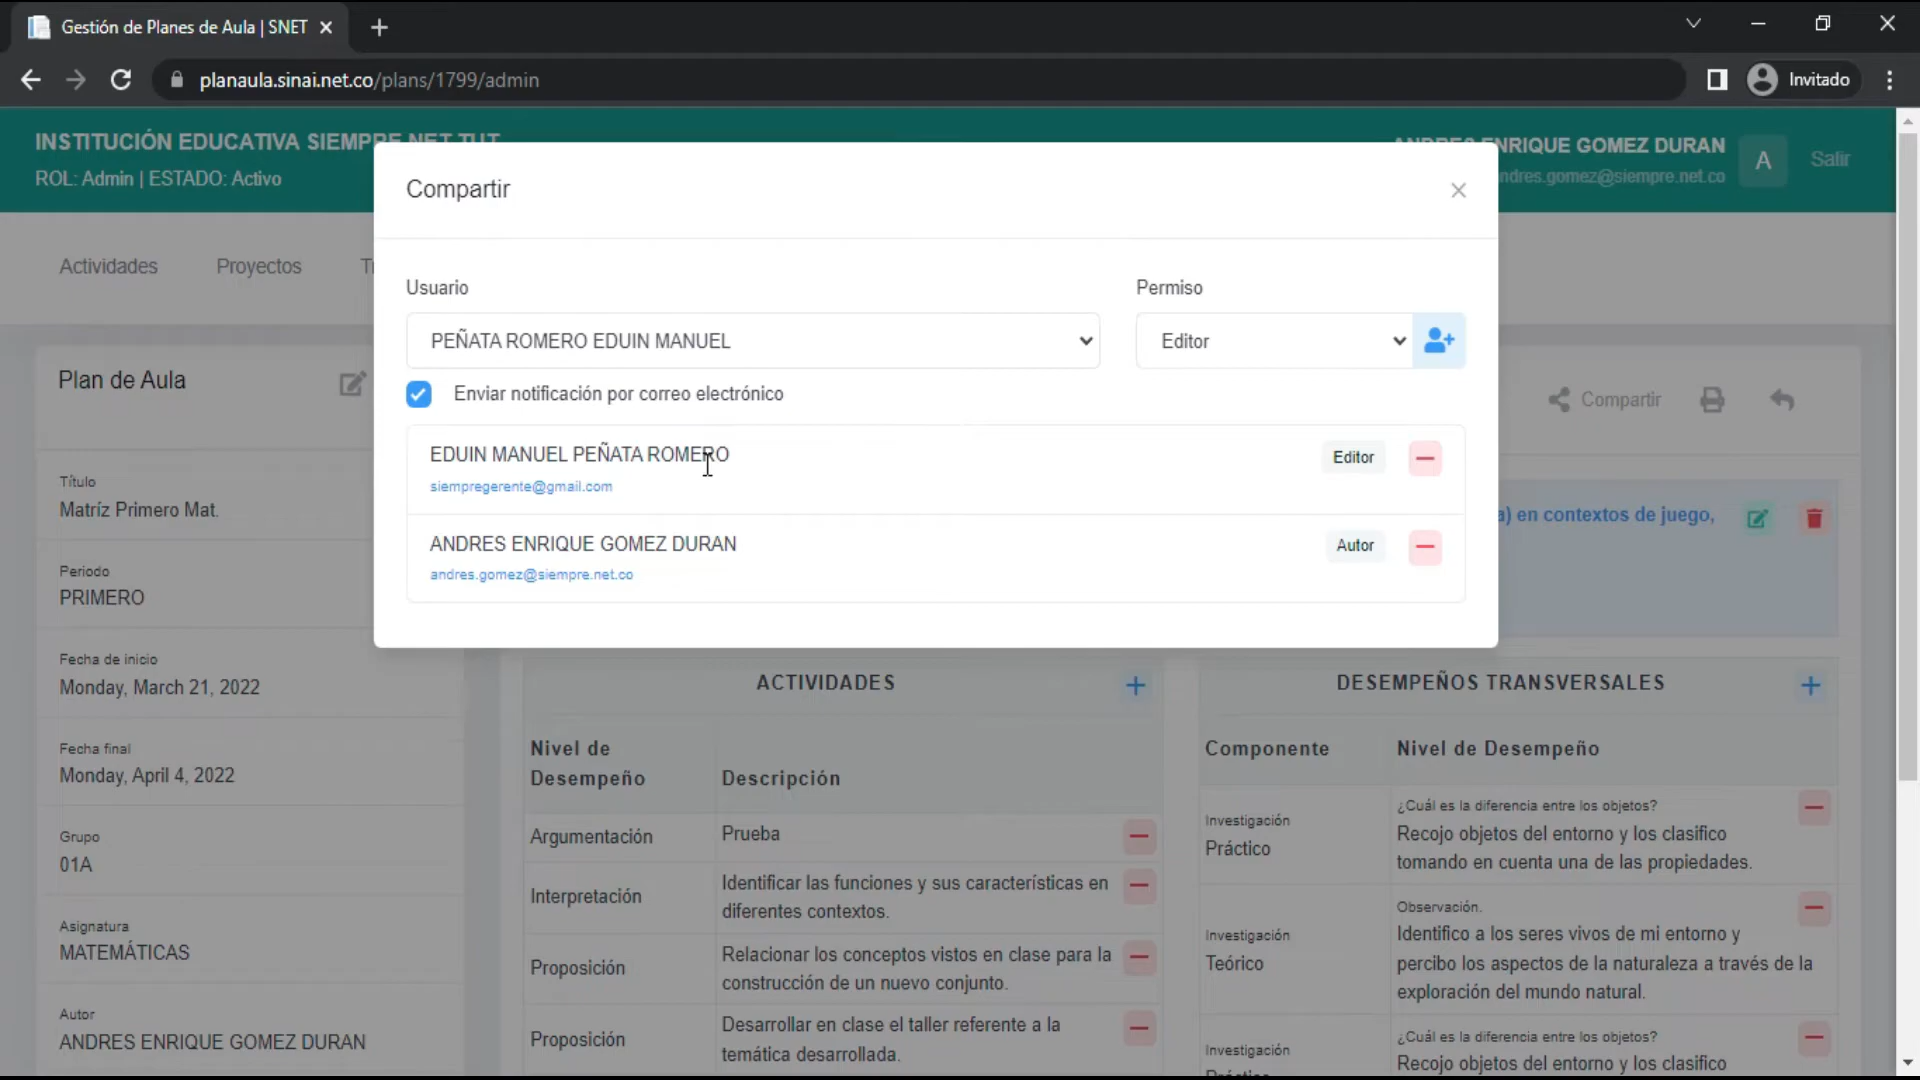 Gestión de Planes de Aula | SNET
planaula.sinai.net.co/plans/1799/admin
Invitado
INSTITUCIÓN EDUCATIVA SIEMPRE NET TUT
ROL: Admin | ESTADO: Activo
ENRIQUE GOMEZ DURAN
ndres.gomez@siempre.net.co
A
Salir
Actividades
Proyectos
Compartir
Usuario
Permiso
PEÑATA ROMERO EDUIN MANUEL
Editor
Enviar notificación por correo electrónico
EDUIN MANUEL PEÑATA ROMERO
siempregerente@gmail.com
Editor
ANDRES ENRIQUE GOMEZ DURAN
andres.gomez@siempre.net.co
Autor
Plan de Aula
Título
Matríz Primero Mat.
Periodo
PRIMERO
Fecha de inicio
Monday, March 21, 2022
Fecha final
Monday, April 4, 2022
Grupo
01A
Asignatura
MATEMÁTICAS
Autor
ANDRES ENRIQUE GOMEZ DURAN
Compartir
a) en contextos de juego,
ACTIVIDADES
Nivel de
Desempeño
Descripción
Argumentación
Prueba
Interpretación
Identificar las funciones y sus características en
diferentes contextos.
Proposición
Relacionar los conceptos vistos en clase para la
construcción de un nuevo conjunto.
Proposición
Desarrollar en clase el taller referente a la
temática desarrollada.
DESEMPEÑOS TRANSVERSALES
Componente
Nivel de Desempeño
Investigación
Práctico
¿Cuál es la diferencia entre los objetos?
Recojo objetos del entorno y los clasifico
tomando en cuenta una de las propiedades.
Investigación
Teórico
Observación.
Identifico a los seres vivos de mi entorno y
percibo los aspectos de la naturaleza a través de la
exploración del mundo natural.
Investigación
¿Cuál es la diferencia entre los objetos?
Recojo objetos del entorno y los clasifico